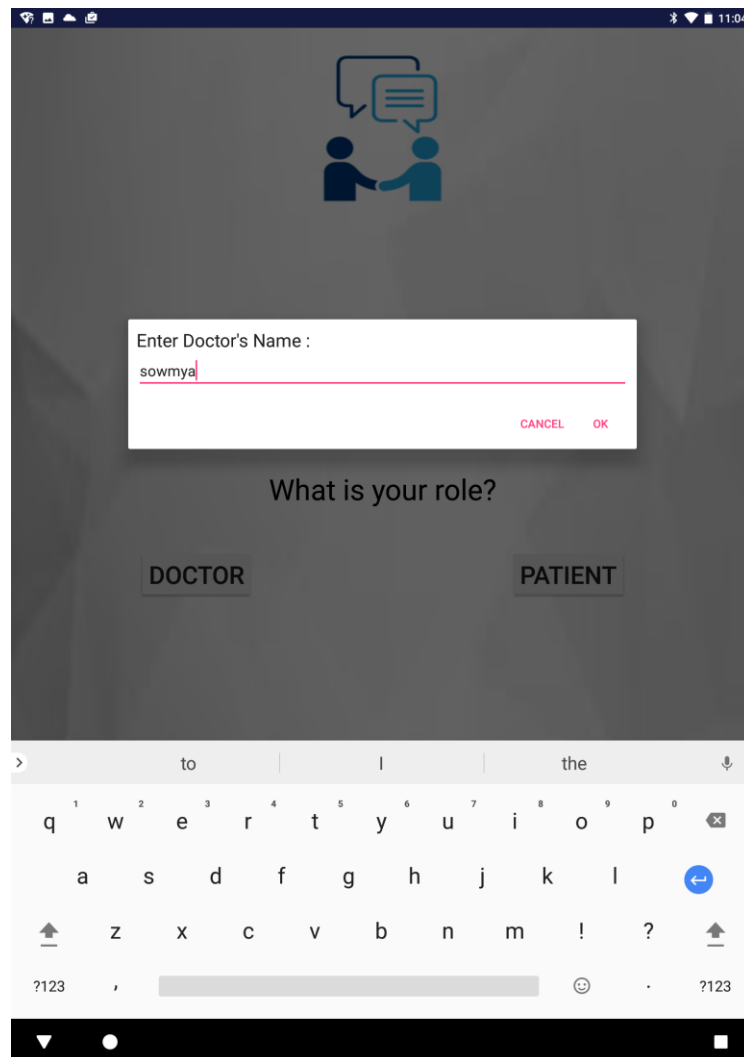 11:04
Enter Doctor's Name :
sowmya
CANCEL OK
What is your role?
DOCTOR PATIENT
to I the
1 2 3 4 5 6 7 8 9 0
q w e r t y u i o p
a s d f g h j k l
z x c v b n m ! ?
?123 , . ?123